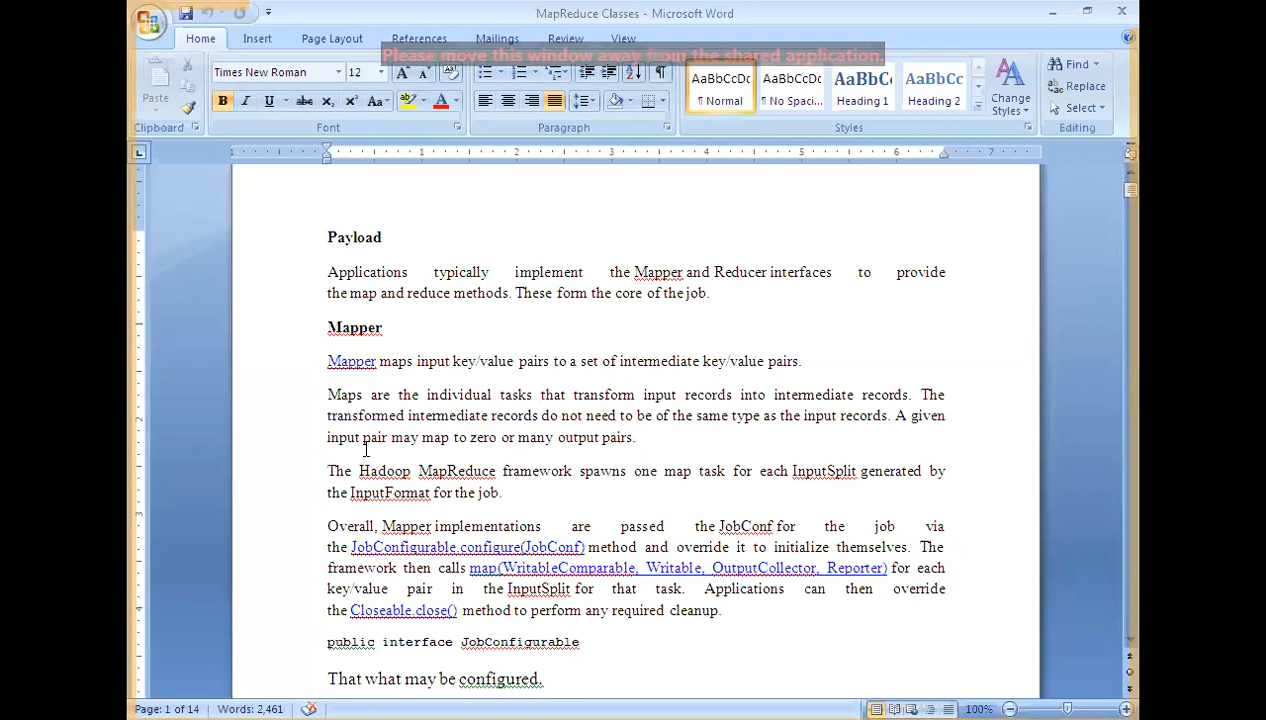 MapReduce Classes - Microsoft Word
Home Insert Page Layout References Mailings Review View
Please move this window away from the shared application.
Times New Roman 12
Paste
Clipboard Font Paragraph Styles Editing
AaBbCcDc AaBbCcDc AaBbC AaBbCc
¶ Normal ¶ No Spaci... Heading 1 Heading 2
Change Styles
Find
Replace
Select
1 1 2 3 4 5 6 7
Payload
Applications typically implement the Mapper and Reducer interfaces to provide
the map and reduce methods. These form the core of the job.
Mapper
Mapper maps input key/value pairs to a set of intermediate key/value pairs.
Maps are the individual tasks that transform input records into intermediate records. The
transformed intermediate records do not need to be of the same type as the input records. A given
input pair may map to zero or many output pairs.
The Hadoop MapReduce framework spawns one map task for each InputSplit generated by
the InputFormat for the job.
Overall, Mapper implementations are passed the JobConf for the job via
the JobConfigurable.configure(JobConf) method and override it to initialize themselves. The
framework then calls map(WritableComparable, Writable, OutputCollector, Reporter) for each
key/value pair in the InputSplit for that task. Applications can then override
the Closeable.close() method to perform any required cleanup.
public interface JobConfigurable
That what may be configured.
Page: 1 of 14 Words: 2,461 100%